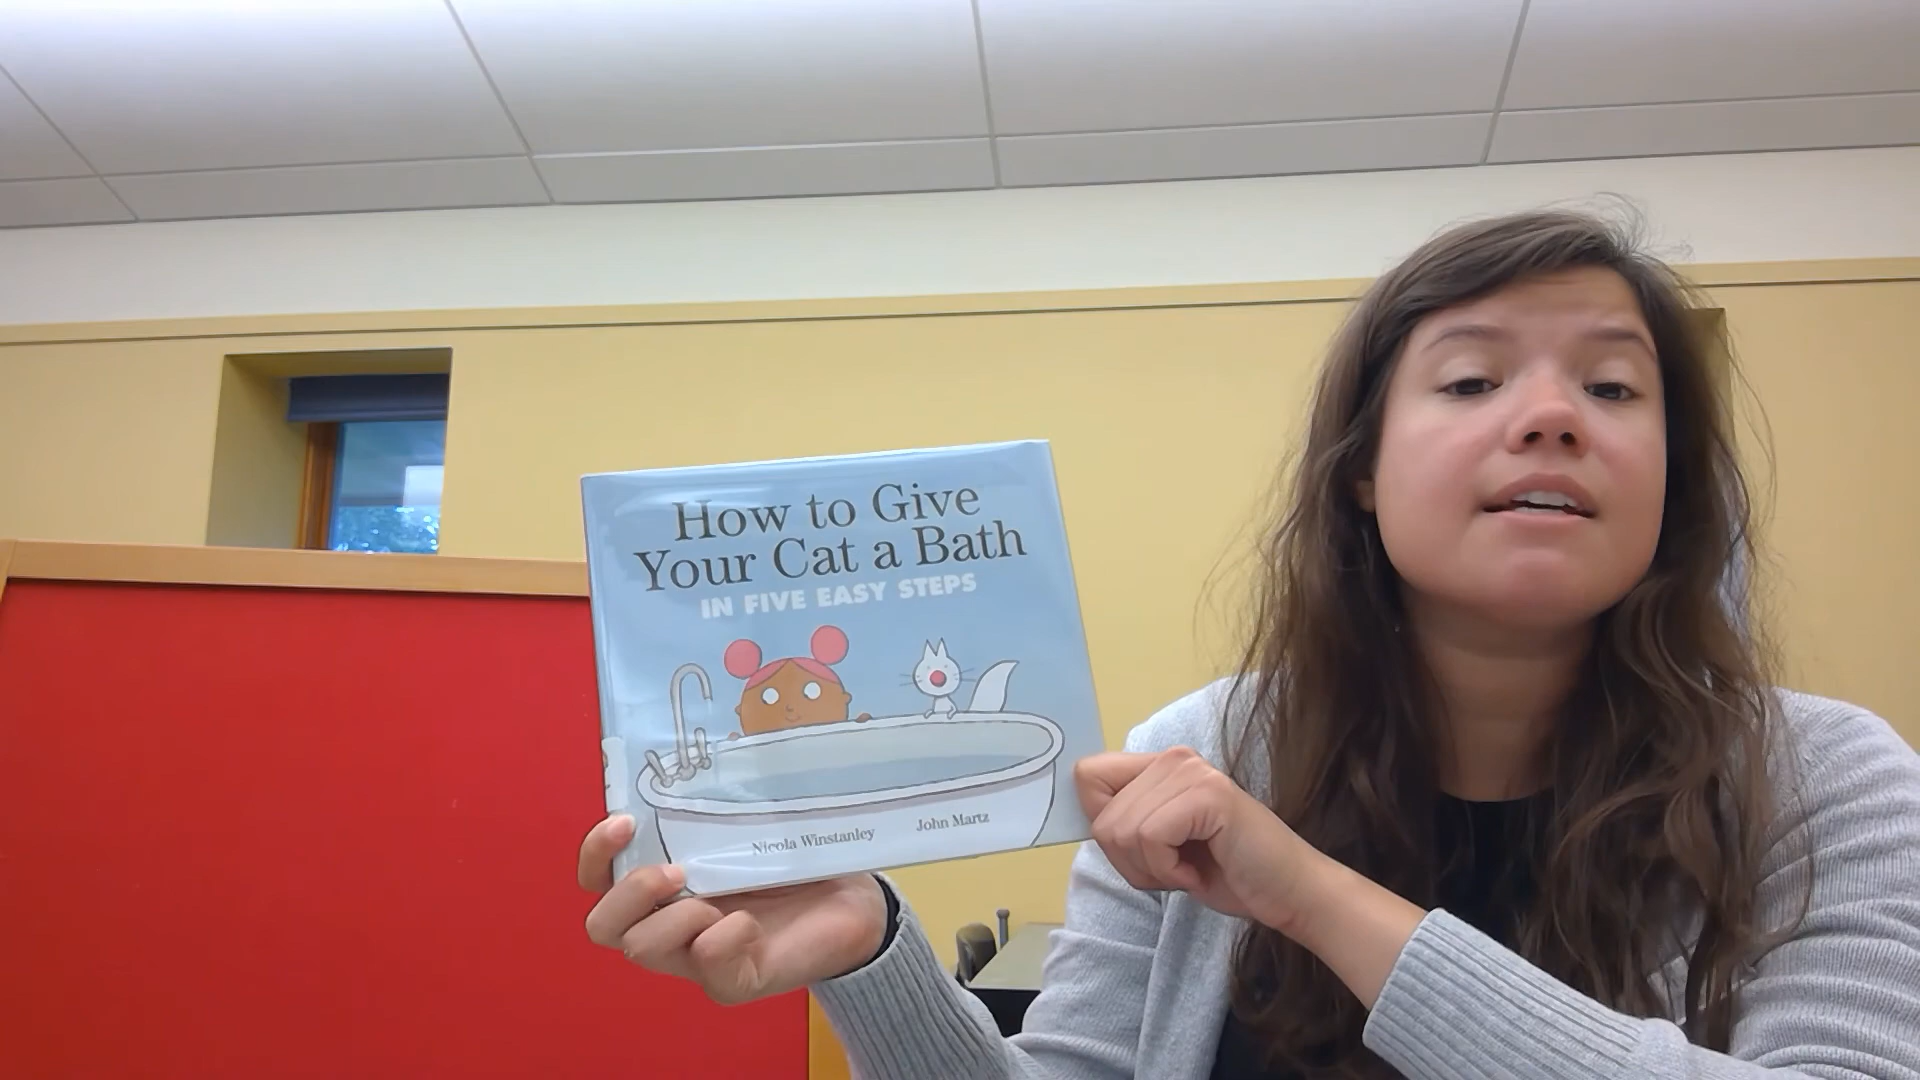 How to Give
Your Cat a Bath
IN FIVE EASY STEPS
Nicola Winstanley
John Martz